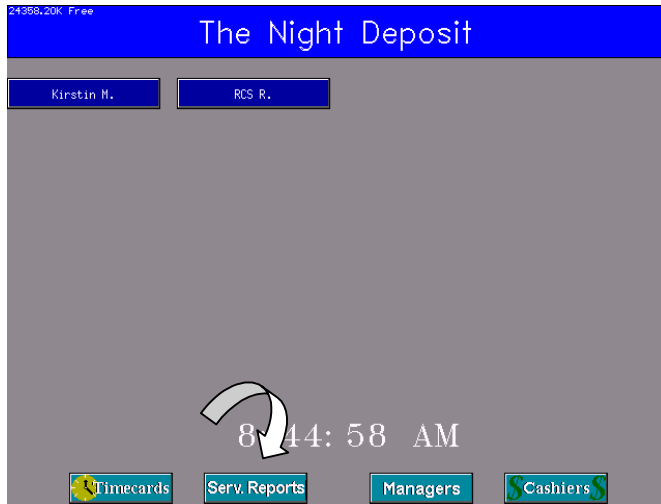 24358.20K Free
The Night Deposit
Kirstin M. RCS R.
8 44: 58 AM
Timecards Serv. Reports Managers $Cashiers$